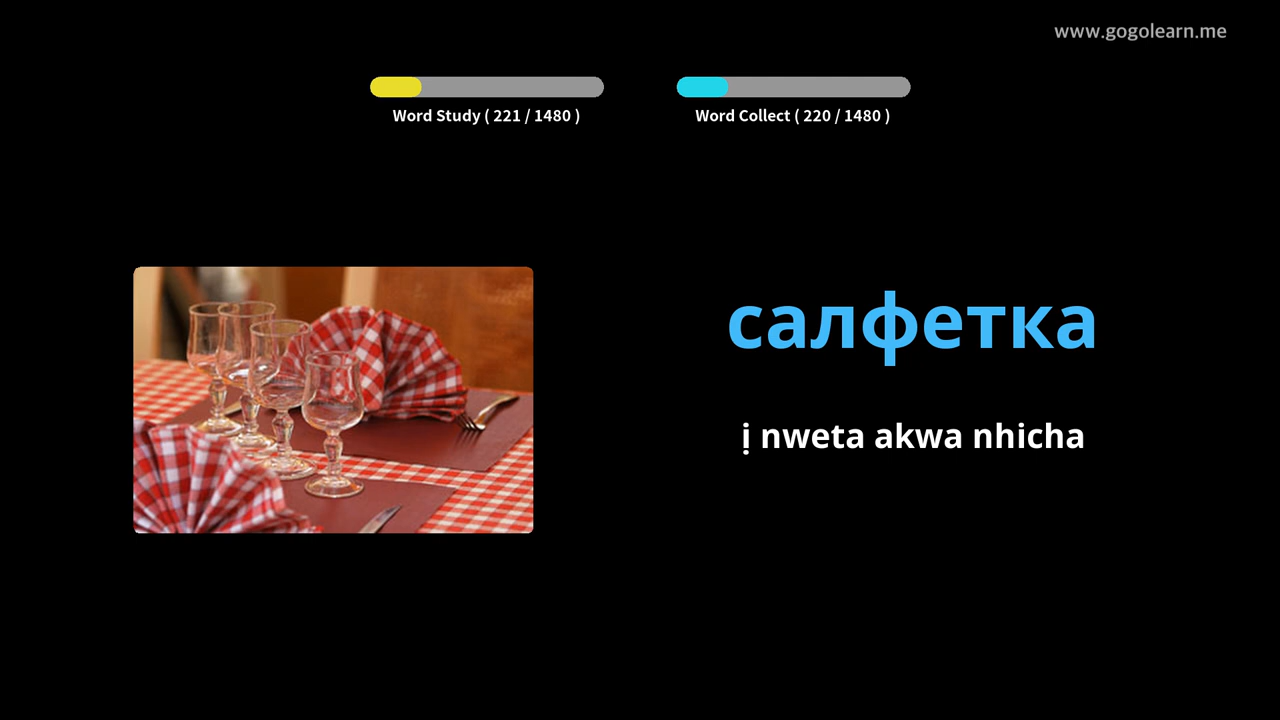 www.gogolearn.me
Word Study ( 221 / 1480 )
Word Collect ( 220 / 1480 )
салфетка
ị nweta akwa nhicha